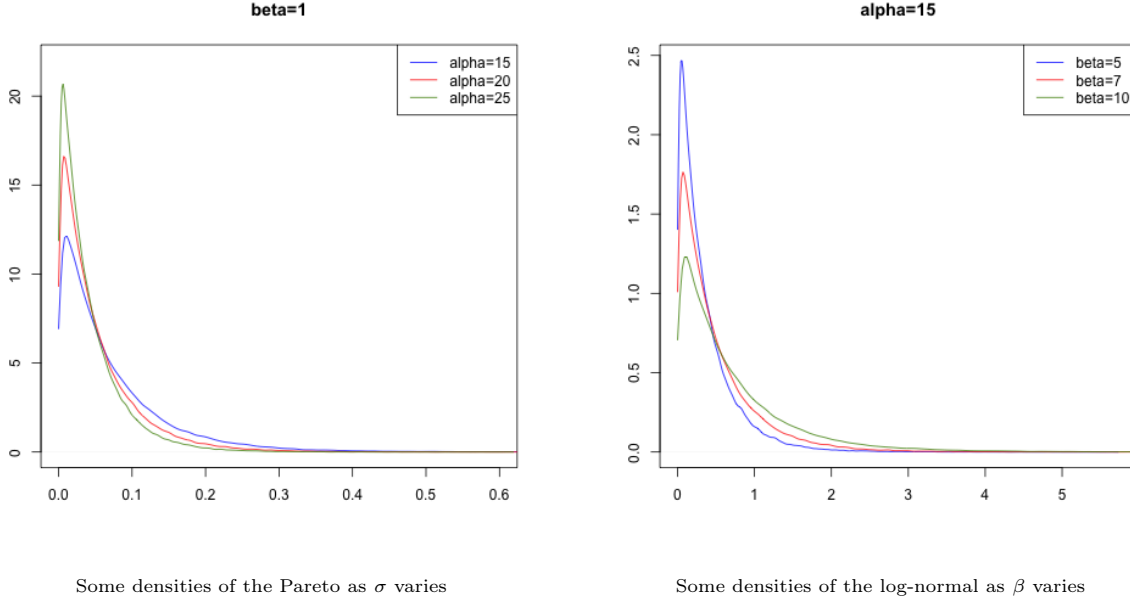 beta=1
alpha=15
alpha=20
alpha=25
20
15
10
5
0
0.0 0.1 0.2 0.3 0.4 0.5 0.6
Some densities of the Pareto as σ varies
alpha=15
beta=5
beta=7
beta=10
2.5
2.0
1.5
1.0
0.5
0.0
0 1 2 3 4 5
Some densities of the log-normal as β varies